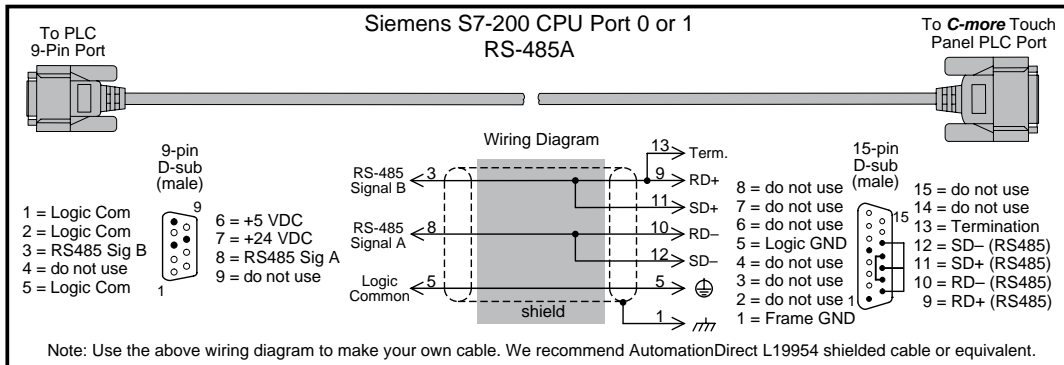 Siemens S7-200 CPU Port 0 or 1
RS-485A
To PLC
9-Pin Port
To C-more Touch
Panel PLC Port
Wiring Diagram
9-pin
D-sub
(male)
9
1
1 = Logic Com
2 = Logic Com
3 = RS485 Sig B
4 = do not use
5 = Logic Com
6 = +5 VDC
7 = +24 VDC
8 = RS485 Sig A
9 = do not use
RS-485
Signal B
3
RS-485
Signal A
8
Logic
Common
5
shield
13 Term.
9 RD+
11 SD+
10 RD–
12 SD–
5
1
8 = do not use
7 = do not use
6 = do not use
5 = Logic GND
4 = do not use
3 = do not use
2 = do not use
1 = Frame GND
15-pin
D-sub
(male)
15
1
15 = do not use
14 = do not use
13 = Termination
12 = SD– (RS485)
11 = SD+ (RS485)
10 = RD– (RS485)
9 = RD+ (RS485)
Note: Use the above wiring diagram to make your own cable. We recommend AutomationDirect L19954 shielded cable or equivalent.